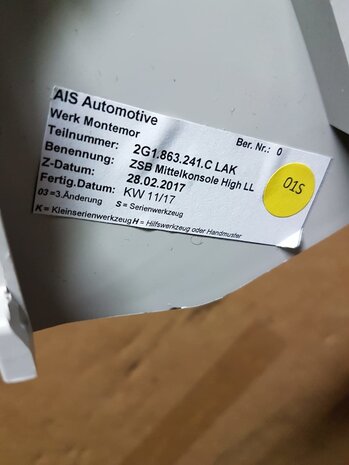 AIS Automotive
Werk Montemor Ber. Nr.: 0
Teilnummer: 2G1.863.241.C LAK
Benennung: ZSB Mittelkonsole High LL
Z-Datum: 28.02.2017
Fertig.Datum: KW 11/17
03=3.Änderung S = Serienwerkzeug
K = Kleinserienwerkzeug H = Hilfswerkzeug oder Handmuster
01S